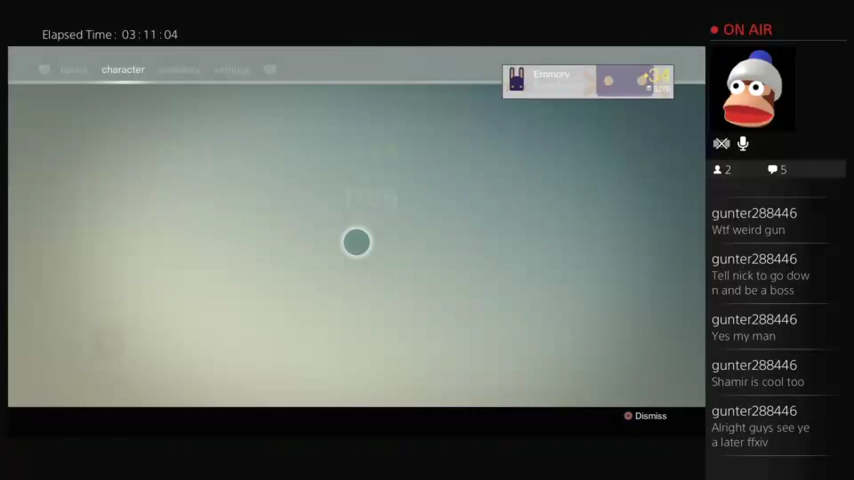 Elapsed Time : 03:11:04
ON AIR
character
settings
Emmory
34
2
5
gunter288446
Wtf weird gun
gunter288446
Tell nick to go dow
n and be a boss
gunter288446
Yes my man
gunter288446
Shamir is cool too
gunter288446
Alright guys see ye
a later ffxiv
Dismiss